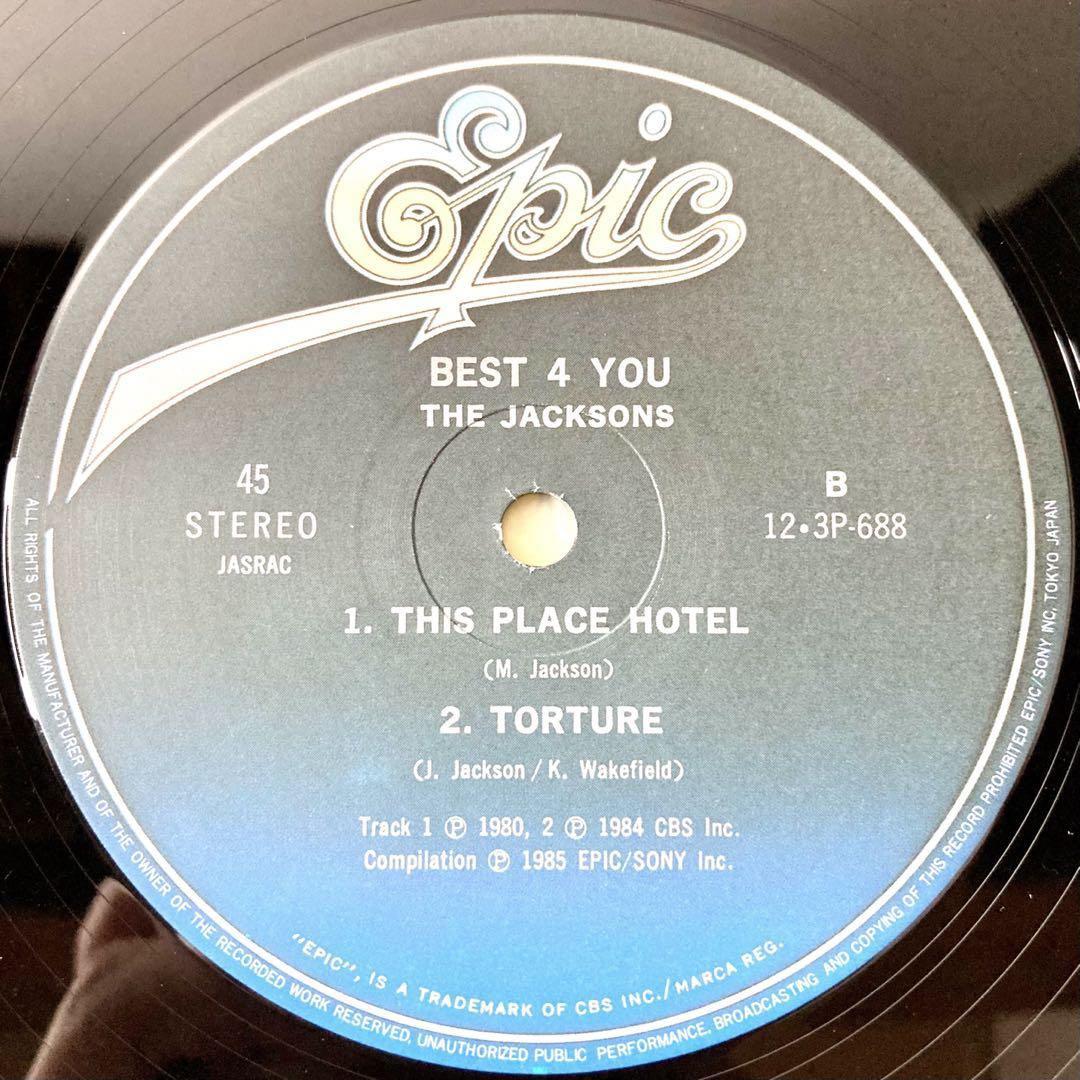 Epic
BEST 4 YOU
THE JACKSONS
45
STEREO
JASRAC
B
12•3P-688
1. THIS PLACE HOTEL
(M. Jackson)
2. TORTURE
(J. Jackson/K. Wakefield)
Track 1 Ⓟ 1980, 2 Ⓟ 1984 CBS Inc.
Compilation Ⓟ 1985 EPIC/SONY Inc.
"EPIC", IS A TRADEMARK OF CBS INC./MARCA REG.
ALL RIGHTS OF THE MANUFACTURER AND OF THE OWNER OF THE RECORDED WORK RESERVED, UNAUTHORIZED PUBLIC PERFORMANCE, BROADCASTING AND COPYING OF THIS RECORD PROHIBITED EPIC/SONY INC. TOKYO JAPAN